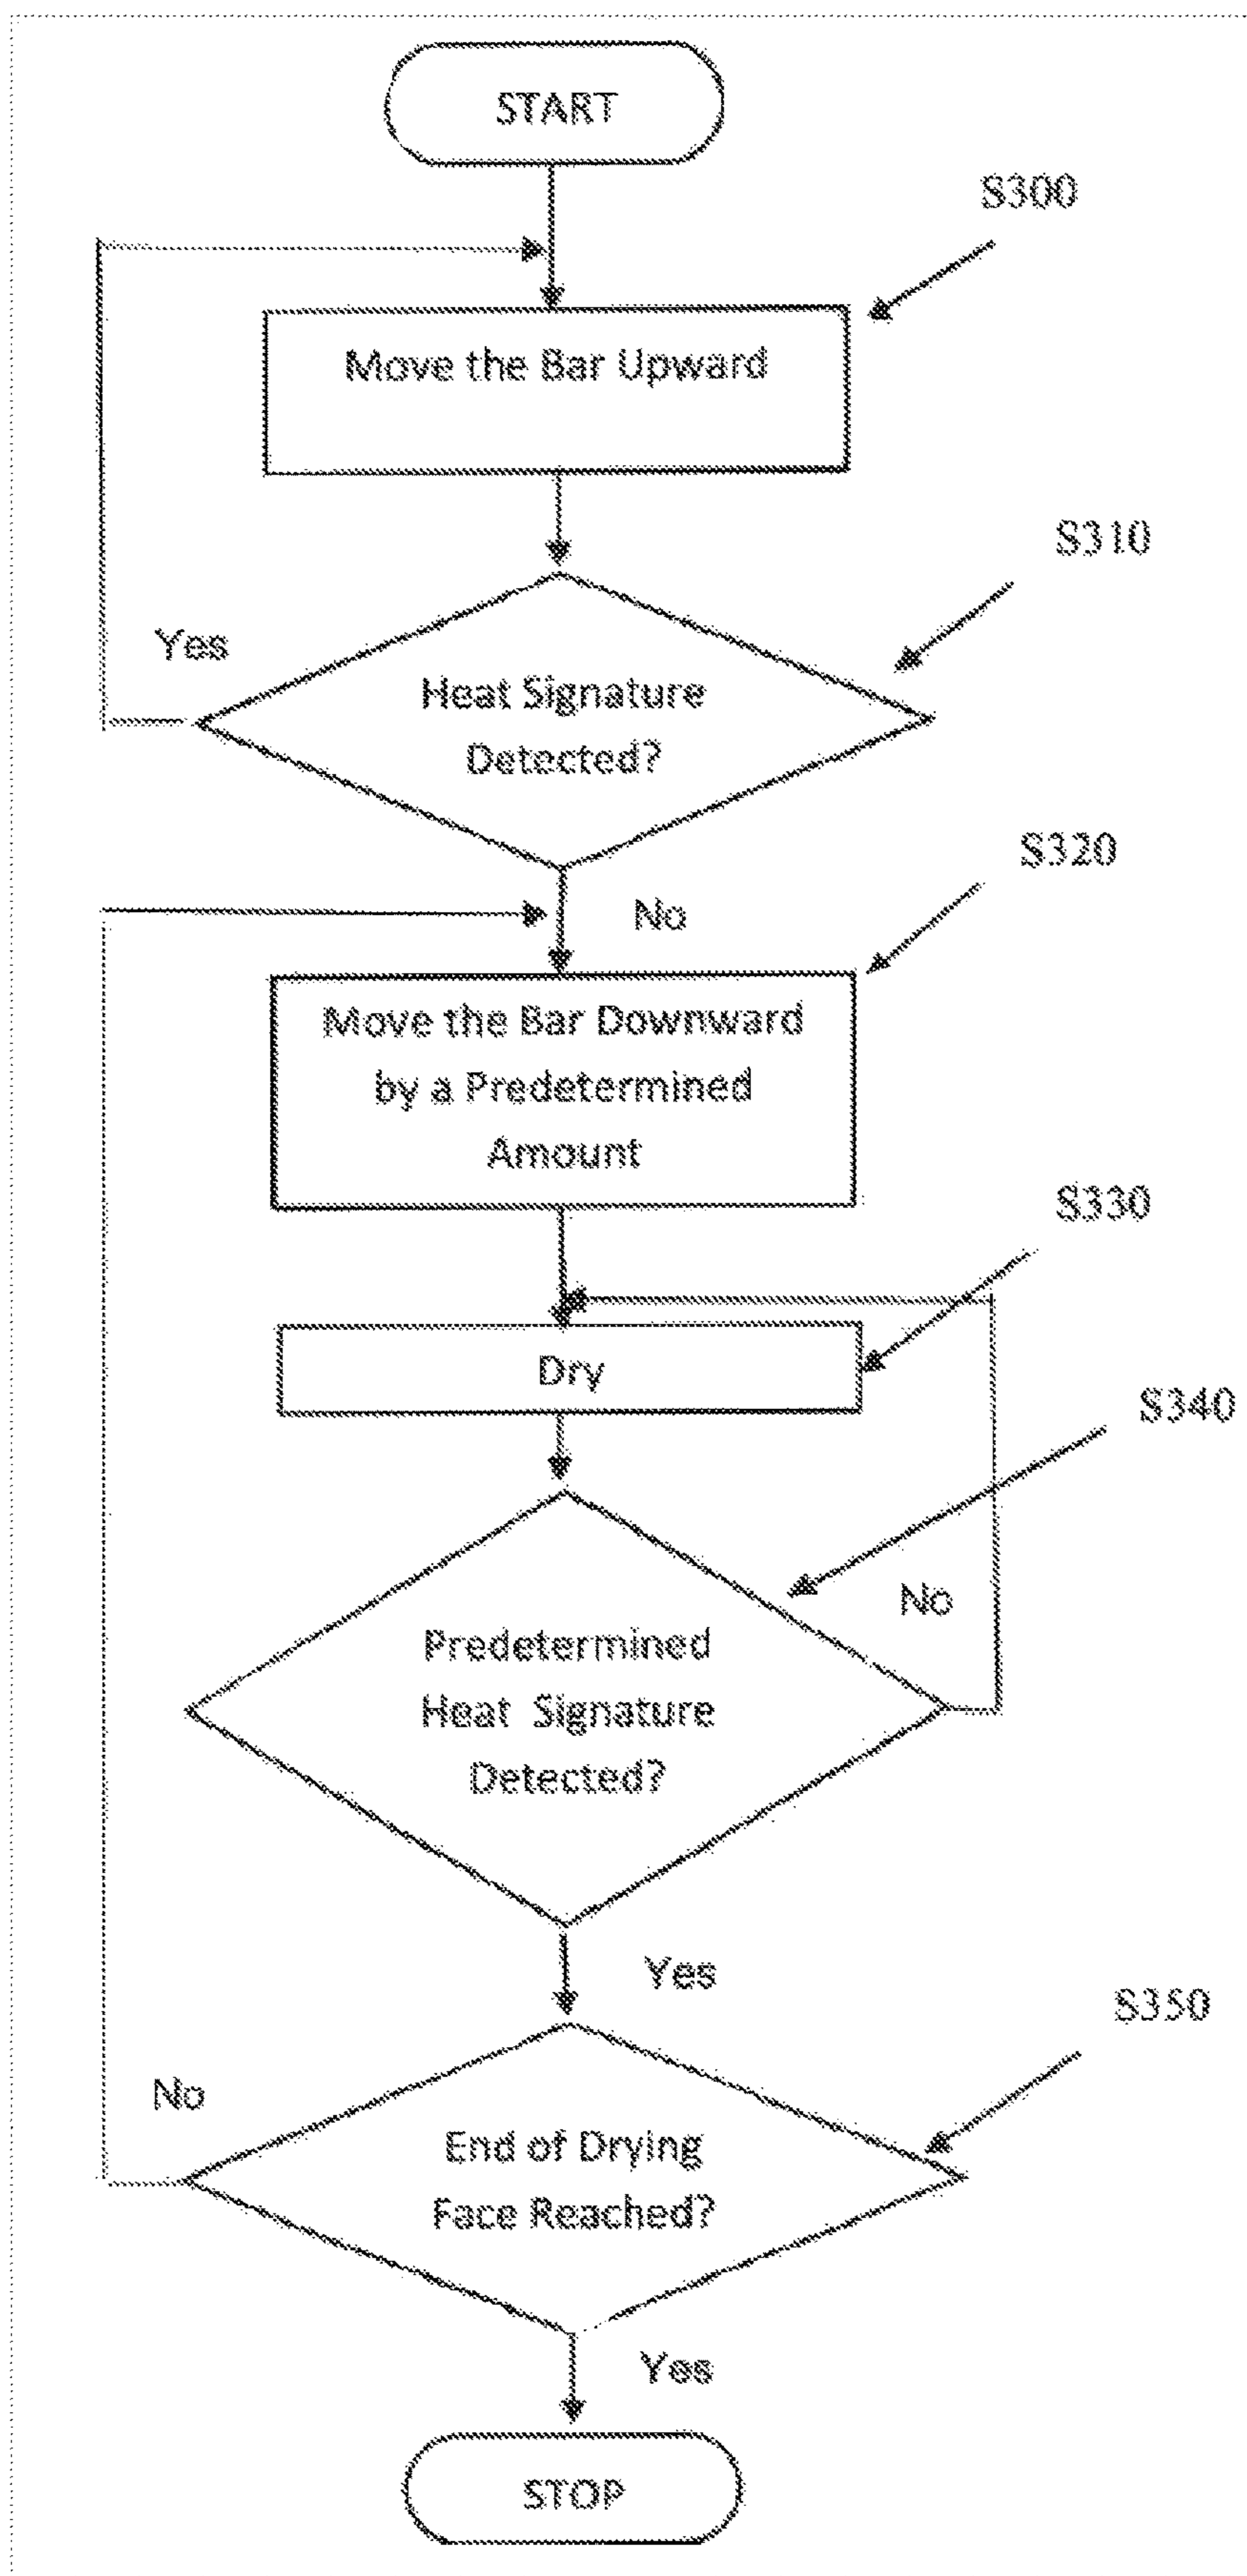 START
S300
Move the Bar Upward
S310
Yes
Heat Signature
Detected?
S320
No
Move the Bar Downward
by a Predetermined
Amount
S330
Dry
S340
No
Predetermined
Heat Signature
Detected?
Yes
S350
No
End of Drying
Face Reached?
Yes
STOP